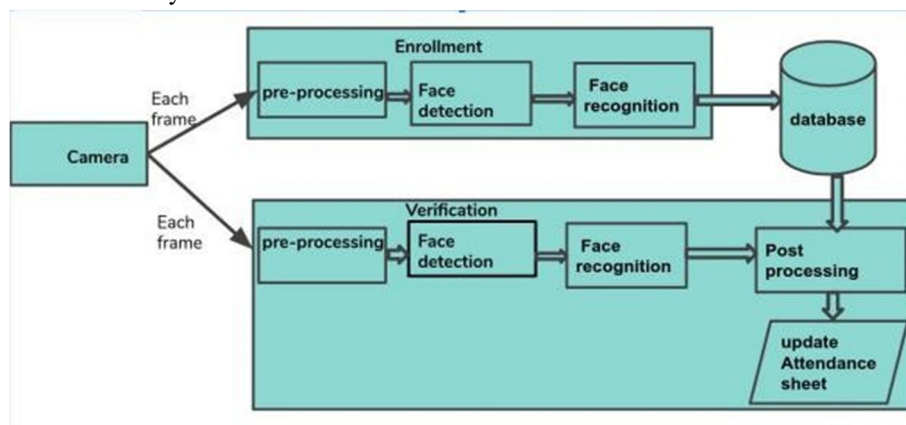 Enrollment
pre-processing
Face
detection
Face
recognition
database
Each
frame
Camera
Each
frame
Verification
pre-processing
Face
detection
Face
recognition
Post
processing
update
Attendance
sheet